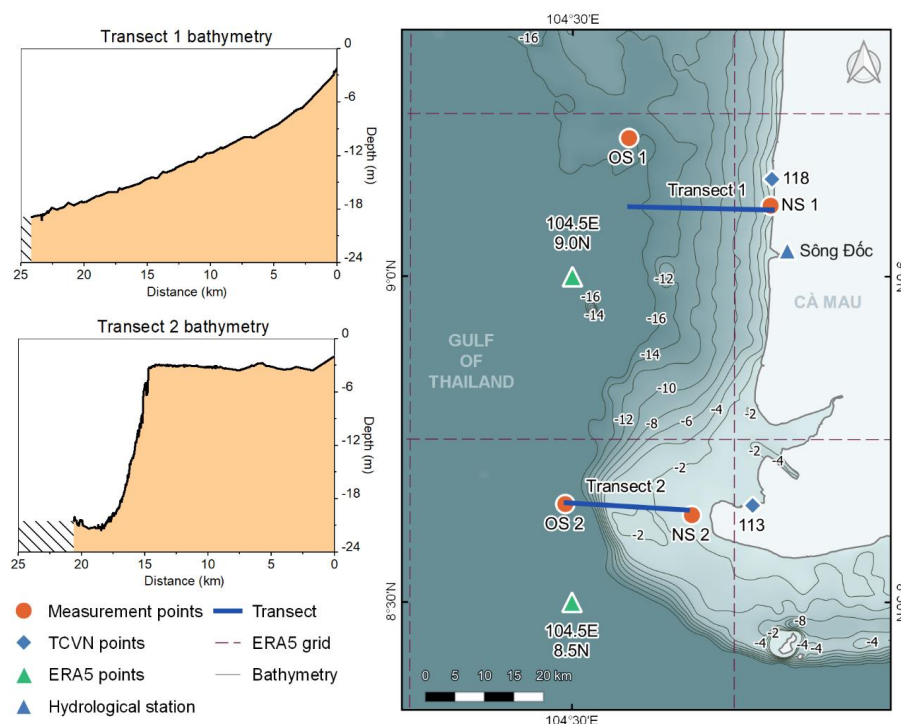 Transect 1 bathymetry
0
-6
-12
-18
-24
Depth (m)
25
20
15
10
5
0
Distance (km)
Transect 2 bathymetry
0
-6
-12
-18
-24
Depth (m)
25
20
15
10
5
0
Distance (km)
Measurement points
Transect
TCVN points
ERA5 grid
ERA5 points
Bathymetry
Hydrological station
104°30'E
-16
OS 1
118
Transect 1
NS 1
104.5E
9.0N
Sông Đốc
9°0'N
9°0'N
-12
-16
-14
-16
CÀ MAU
GULF
OF
THAILAND
-14
-10
-12
-8
-6
-4
-2
-2
-4
-2
Transect 2
OS 2
-2
NS 2
113
8°30'N
8°30'N
104.5E
8.5N
-8
-2
-4
-4
-4
0 5 10 15 20 km
104°30'E